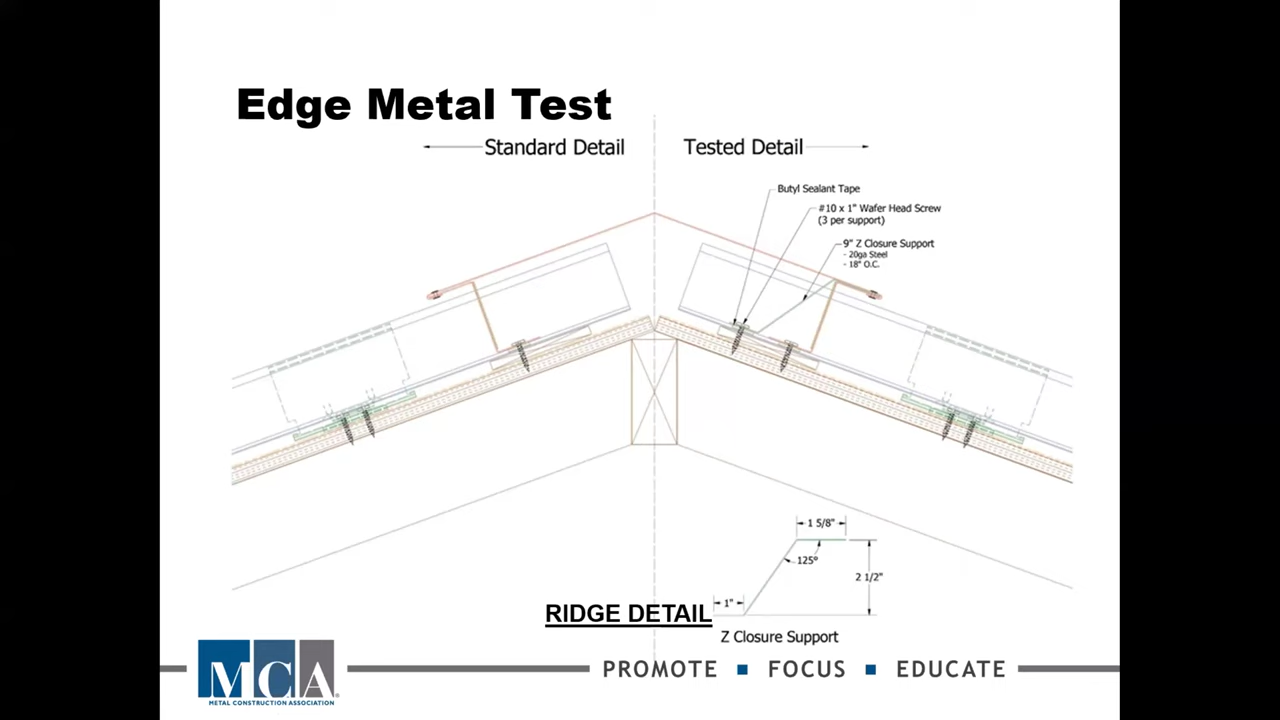 Edge Metal Test
Standard Detail
Tested Detail
Butyl Sealant Tape
#10 x 1" Wafer Head Screw
(3 per support)
9" Z Closure Support
- 20ga Steel
- 18" O.C.
1 5/8"
125°
2 1/2"
1"
RIDGE DETAIL
Z Closure Support
MCA®
METAL CONSTRUCTION ASSOCIATION
PROMOTE ■ FOCUS ■ EDUCATE